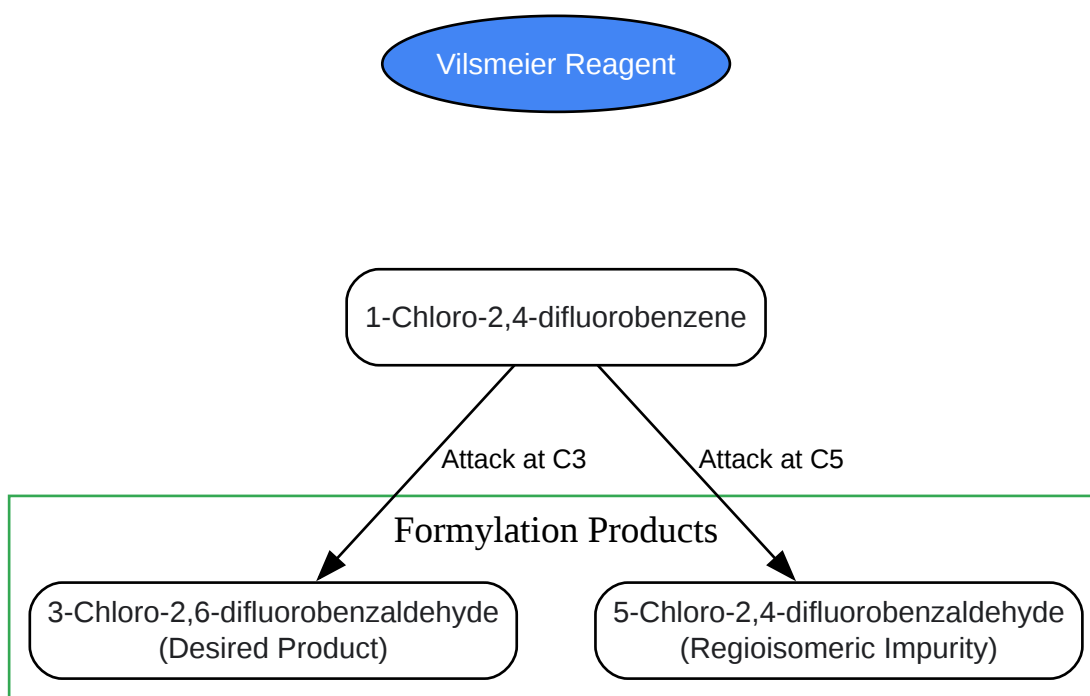 Vilsmeier Reagent
1-Chloro-2,4-difluorobenzene
Attack at C3
Attack at C5
Formylation Products
3-Chloro-2,6-difluorobenzaldehyde
(Desired Product)
5-Chloro-2,4-difluorobenzaldehyde
(Regioisomeric Impurity)